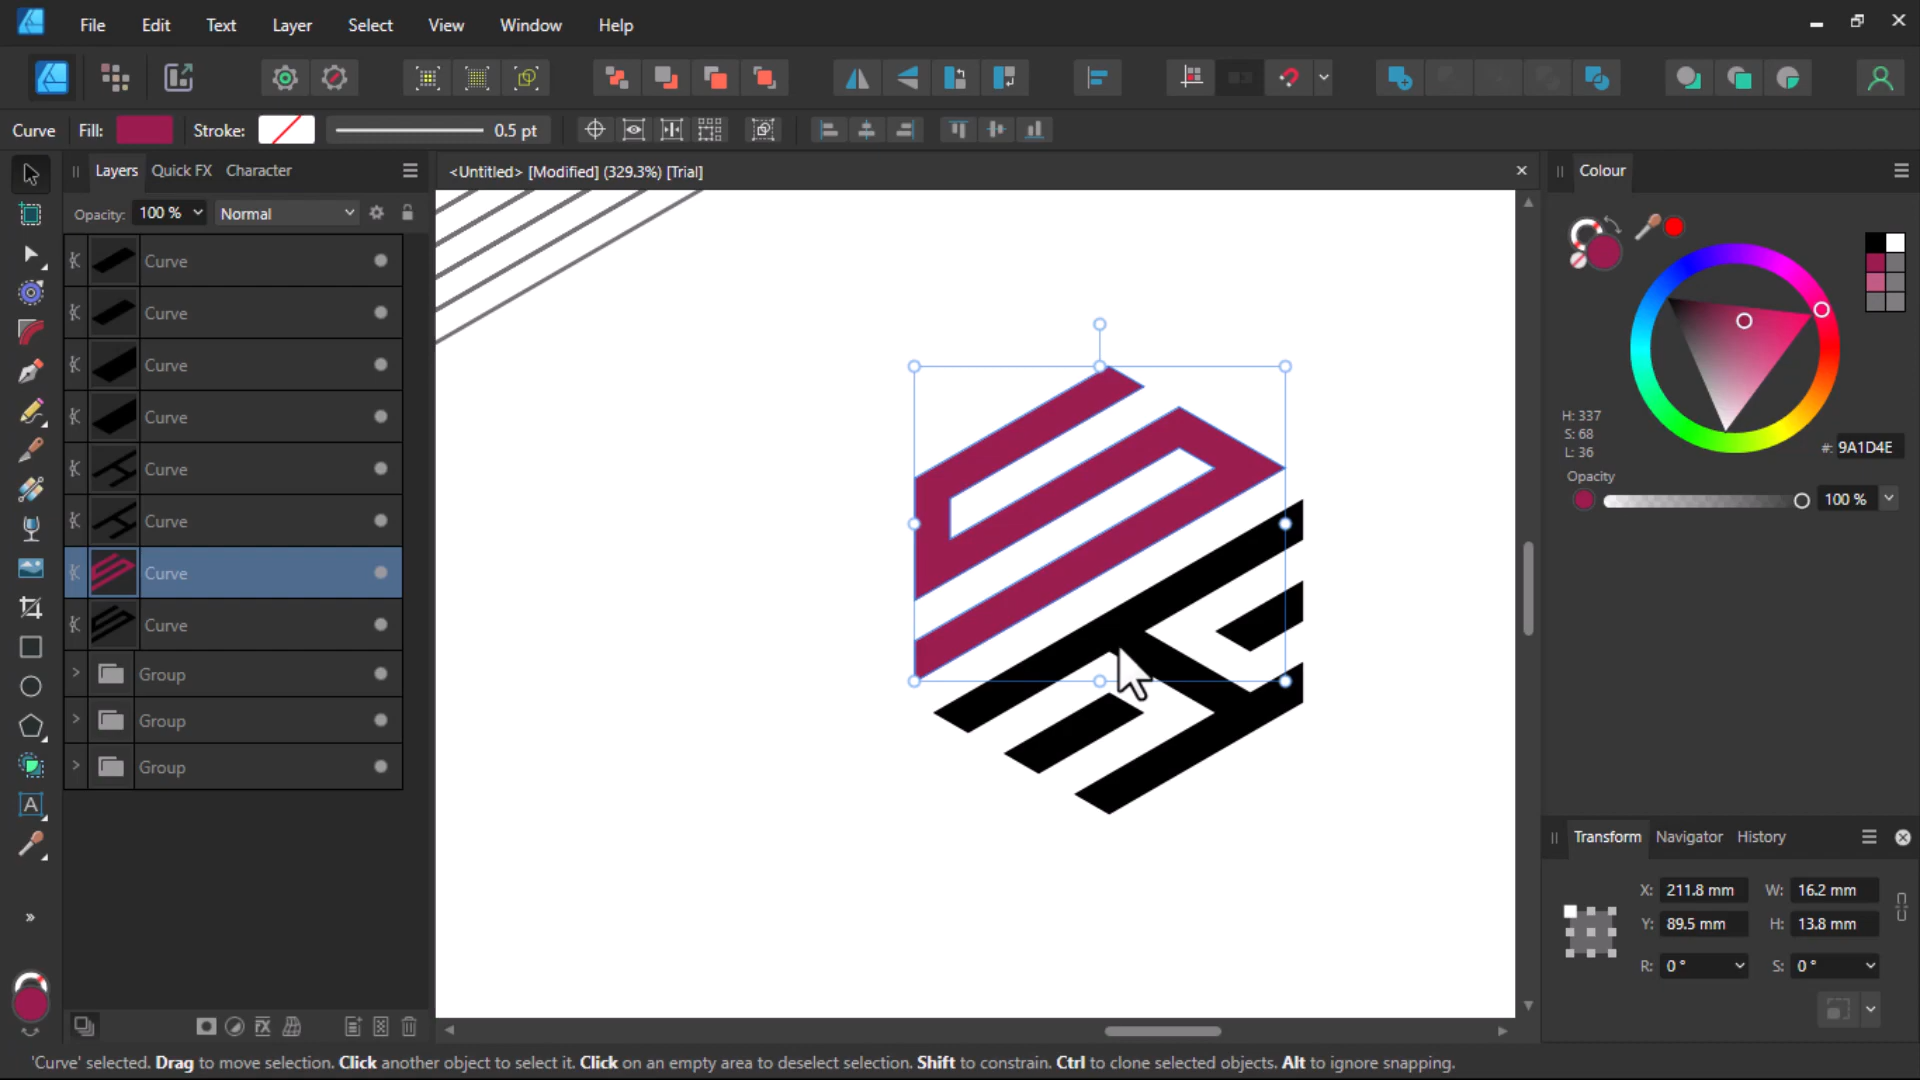 File Edit Text Layer Select View Window Help
Curve Fill: Stroke: 0.5 pt
Layers Quick FX Character
<Untitled> [Modified] (329.3%) [Trial]
Colour
Opacity: 100 % Normal
Curve
Curve
Curve
Curve
Curve
Curve
Curve
Curve
Group
Group
Group
H: 337
S: 68
L: 36
#: 9A1D4E
Opacity
100 %
Transform Navigator History
X: 211.8 mm W: 16.2 mm
Y: 89.5 mm H: 13.8 mm
R: 0 ° S: 0 °
'Curve' selected. Drag to move selection. Click another object to select it. Click on an empty area to deselect selection. Shift to constrain. Ctrl to clone selected objects. Alt to ignore snapping.